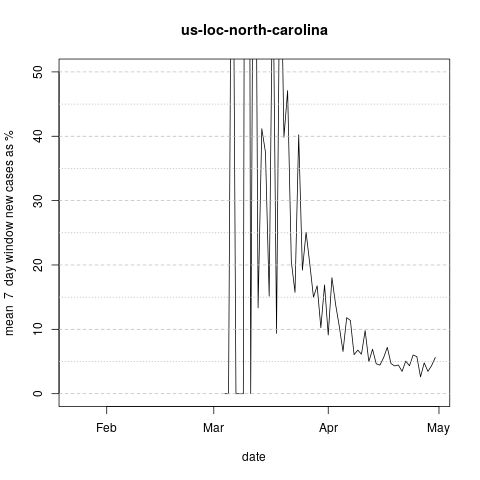 us-loc-north-carolina
mean 7 day window new cases as %
50
40
30
20
10
0
Feb
Mar
Apr
May
date